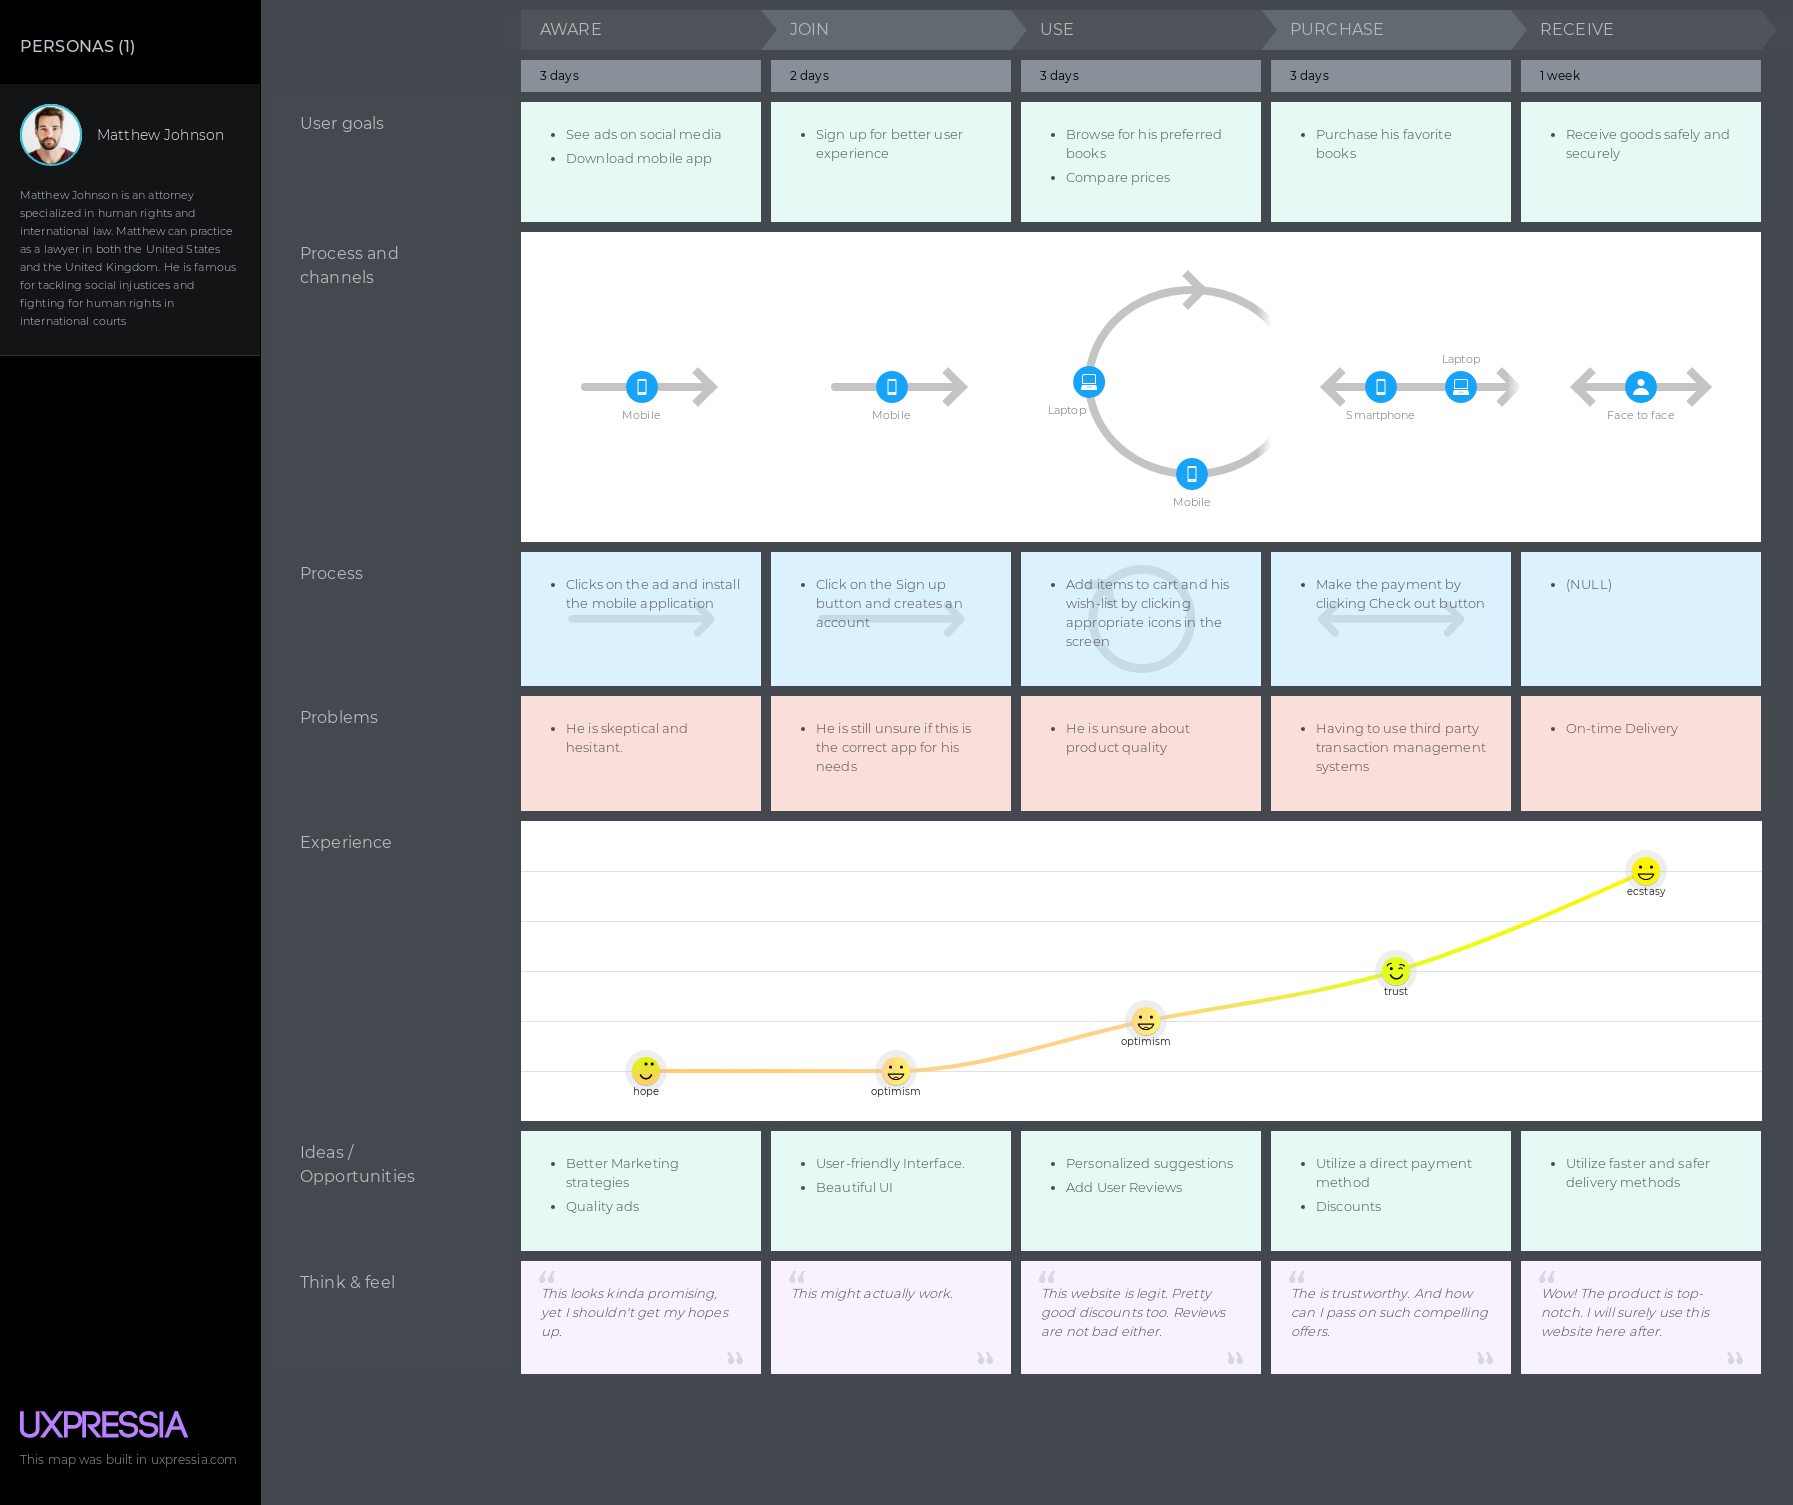 PERSONAS (1)
Matthew Johnson
Matthew Johnson is an attorney
specialized in human rights and
international law. Matthew can practice
as a lawyer in both the United States
and the United Kingdom. He is famous
for tackling social injustices and
fighting for human rights in
international courts
AWARE
JOIN
USE
PURCHASE
RECEIVE
3 days
2 days
3 days
3 days
1 week
User goals
• See ads on social media
• Download mobile app
• Sign up for better user
experience
• Browse for his preferred
books
• Compare prices
• Purchase his favorite
books
• Receive goods safely and
securely
Process and
channels
Mobile
Mobile
Laptop
Mobile
Smartphone
Laptop
Face to face
Process
• Clicks on the ad and install
the mobile application
• Click on the Sign up
button and creates an
account
• Add items to cart and his
wish-list by clicking
appropriate icons in the
screen
• Make the payment by
clicking Check out button
• (NULL)
Problems
• He is skeptical and
hesitant.
• He is still unsure if this is
the correct app for his
needs
• He is unsure about
product quality
• Having to use third party
transaction management
systems
• On-time Delivery
Experience
hope
optimism
optimism
trust
ecstasy
Ideas /
Opportunities
• Better Marketing
strategies
• Quality ads
• User-friendly Interface.
• Beautiful UI
• Personalized suggestions
• Add User Reviews
• Utilize a direct payment
method
• Discounts
• Utilize faster and safer
delivery methods
Think & feel
“
This looks kinda promising,
yet I shouldn't get my hopes
up.
”
“
This might actually work.
”
“
This website is legit. Pretty
good discounts too. Reviews
are not bad either.
”
“
The is trustworthy. And how
can I pass on such compelling
offers.
”
“
Wow! The product is top-
notch. I will surely use this
website here after.
”
UXPRESSIA
This map was built in uxpressia.com